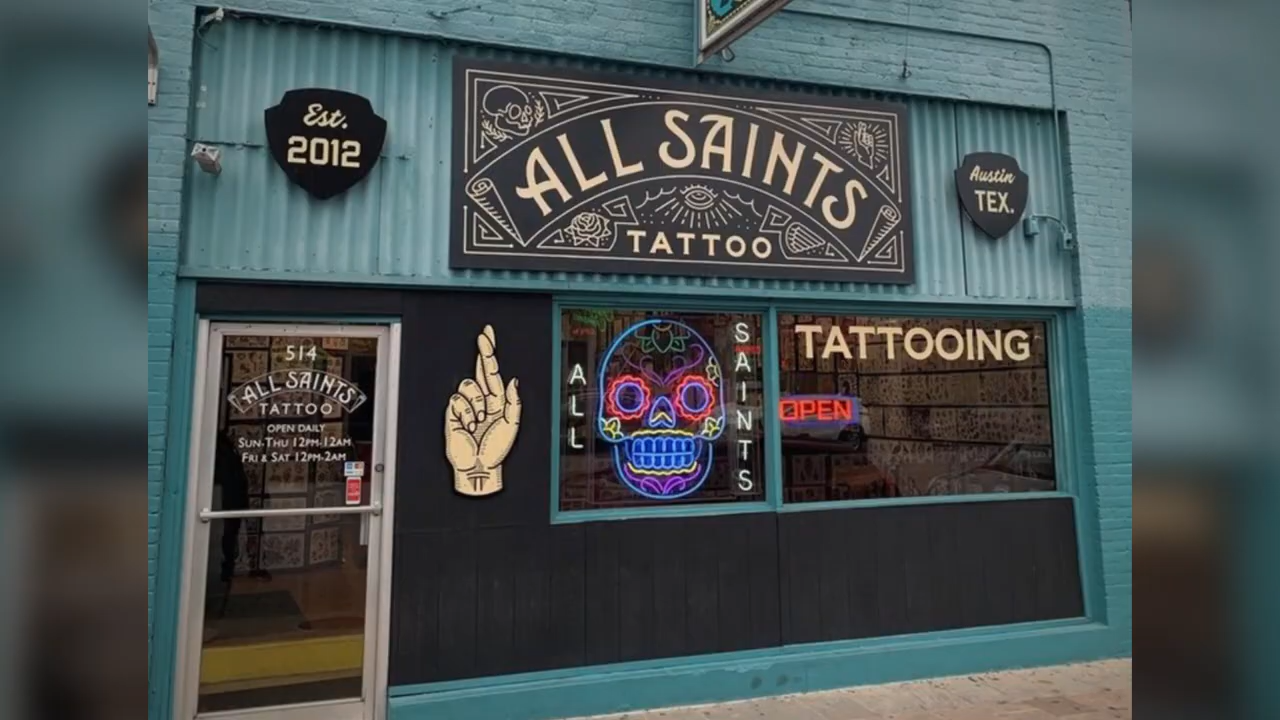 Est.
2012
ALL SAINTS
TATTOO
Austin
TEX.
514
ALL SAINTS
TATTOO
OPEN DAILY
SUN-THU 12PM-12AM
FRI & SAT 12PM-2AM
ALL
SAINTS
TATTOOING
OPEN